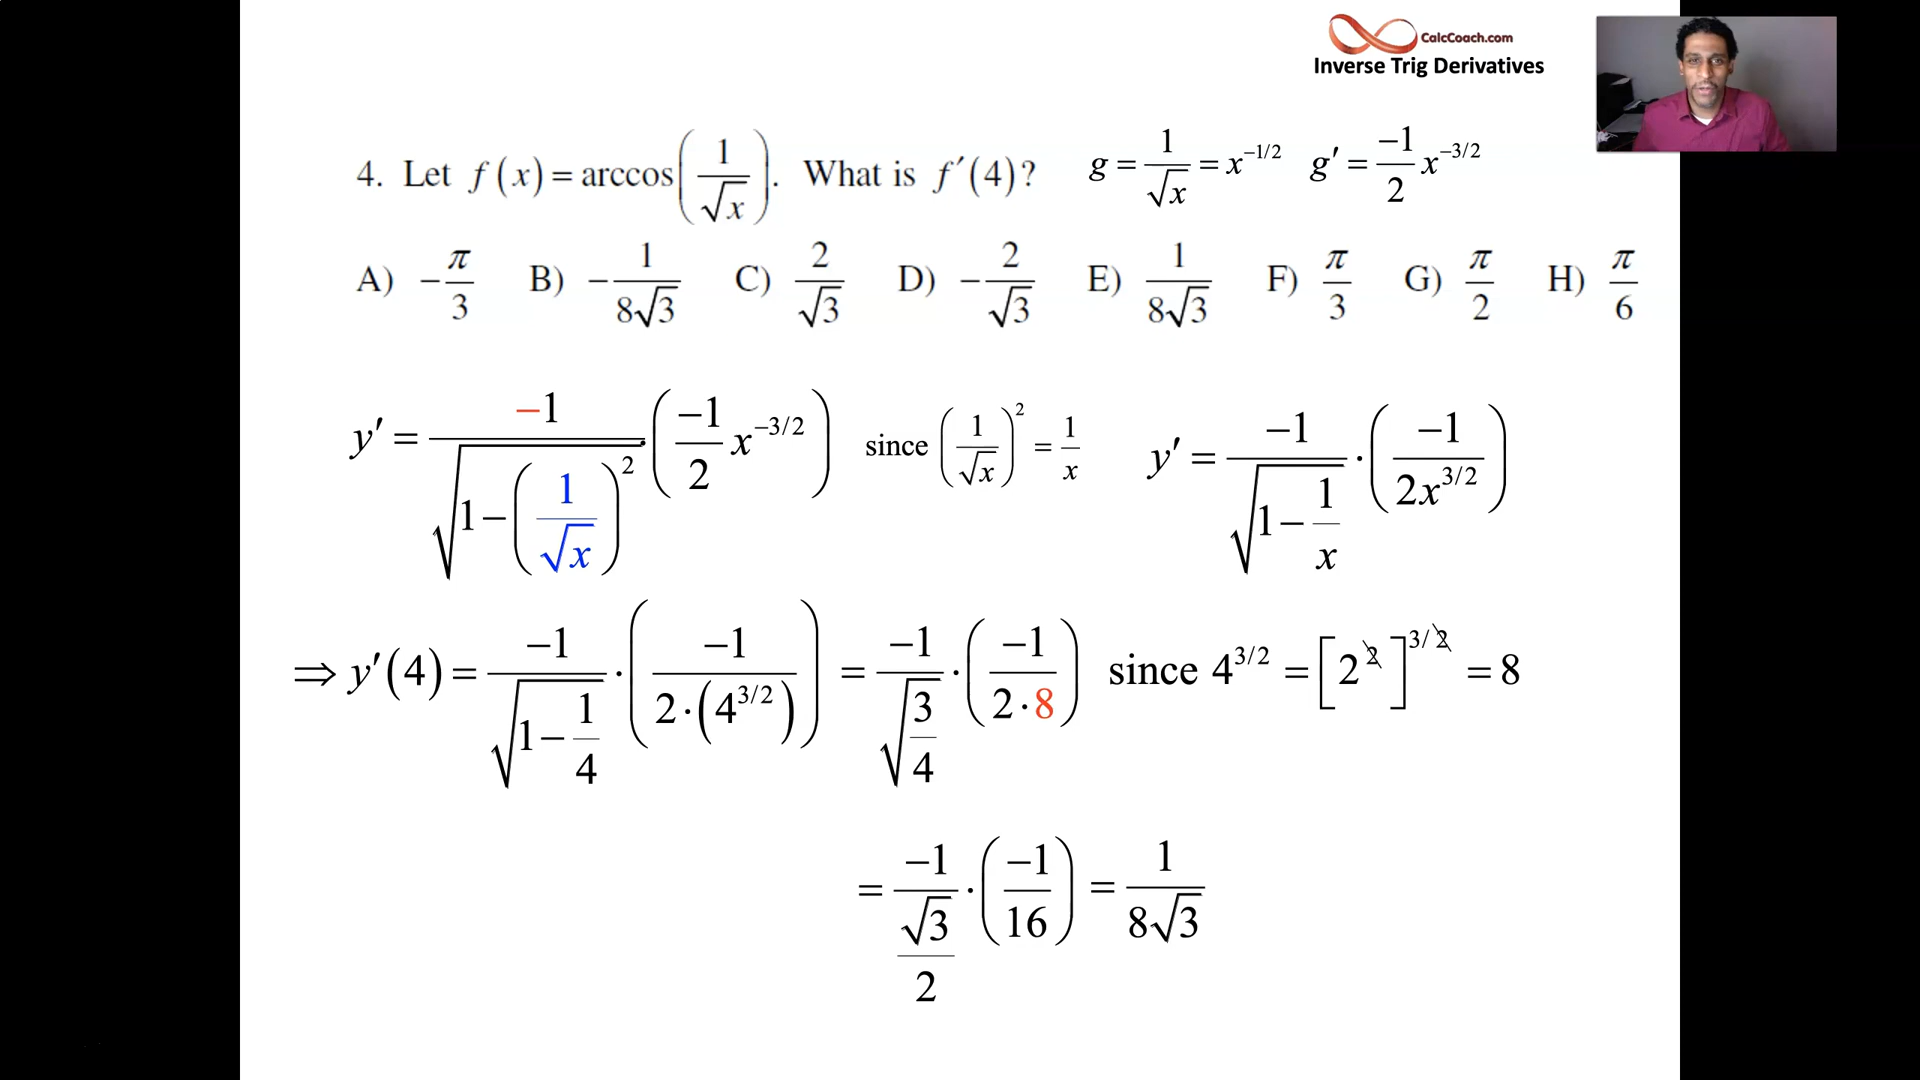 CalcCoach.com
Inverse Trig Derivatives
4. Let f(x) = arccos(1/√x). What is f′(4)? g = 1/√x = x^(−1/2) g′ = −1/2 x^(−3/2)
A) −π/3 B) −1/(8√3) C) 2/√3 D) −2/√3 E) 1/(8√3) F) π/3 G) π/2 H) π/6
y′ = −1/√(1−(1/√x)²) · (−1/2 x^(−3/2)) since (1/√x)² = 1/x y′ = −1/√(1−1/x) · (−1/(2x^(3/2)))
⇒ y′(4) = −1/√(1−1/4) · (−1/(2·(4^(3/2)))) = −1/√(3/4) · (−1/(2·8)) since 4^(3/2) = [2^2]^(3/2) = 8
= −1/(√3/2) · (−1/16) = 1/(8√3)